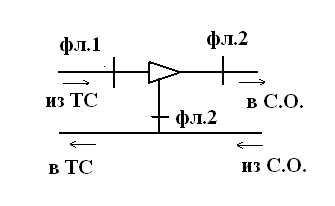 фл.1
фл.2
из ТС
в С.О.
фл.2
в ТС
из С.О.